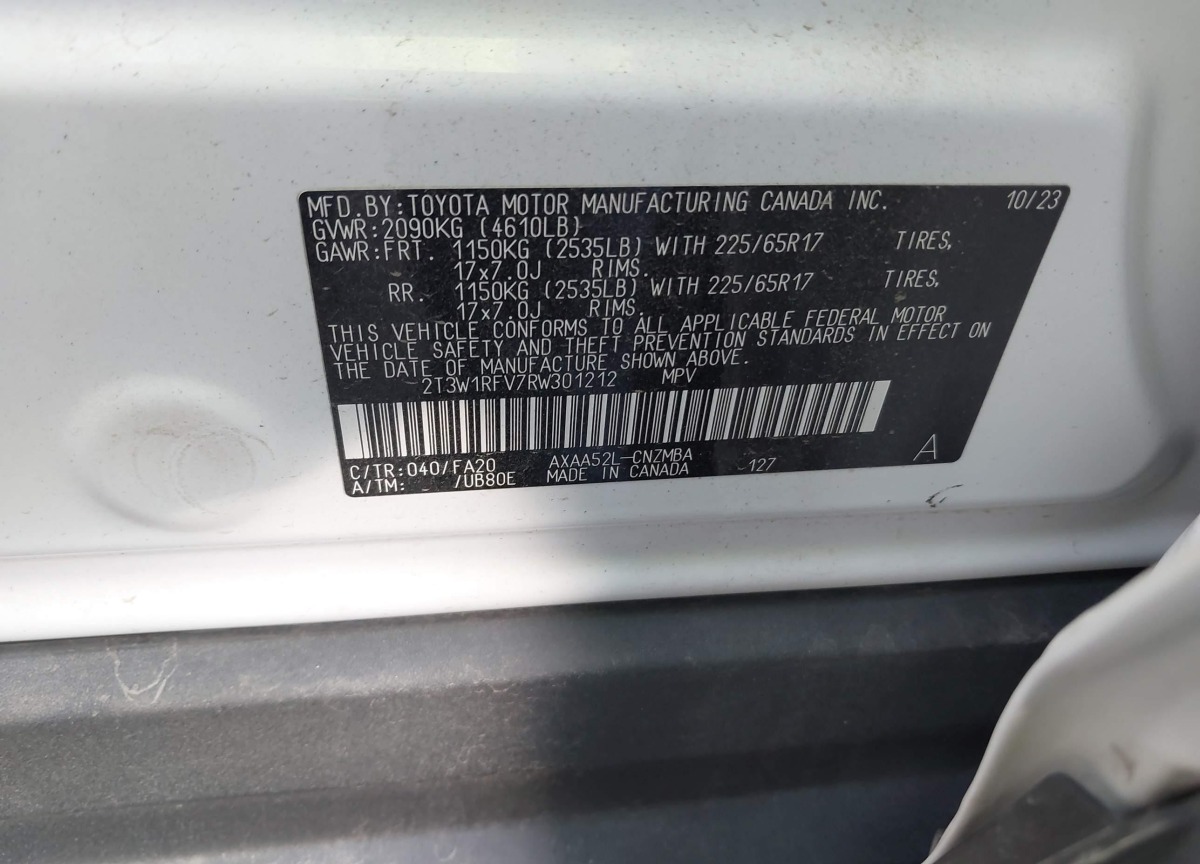 MFD.BY:TOYOTA MOTOR MANUFACTURING CANADA INC. 10/23
GVWR:2090KG (4610LB)
GAWR:FRT. 1150KG (2535LB) WITH 225/65R17 TIRES,
17x7.0J RIMS.
RR. 1150KG (2535LB) WITH 225/65R17 TIRES,
17x7.0J RIMS.
THIS VEHICLE CONFORMS TO ALL APPLICABLE FEDERAL MOTOR
VEHICLE SAFETY AND THEFT PREVENTION STANDARDS IN EFFECT ON
THE DATE OF MANUFACTURE SHOWN ABOVE.
2T3W1RFV7RW301212 MPV
C/TR:040/FA20 AXAA52L-CNZMBA 127 A
A/TM: /UB80E MADE IN CANADA